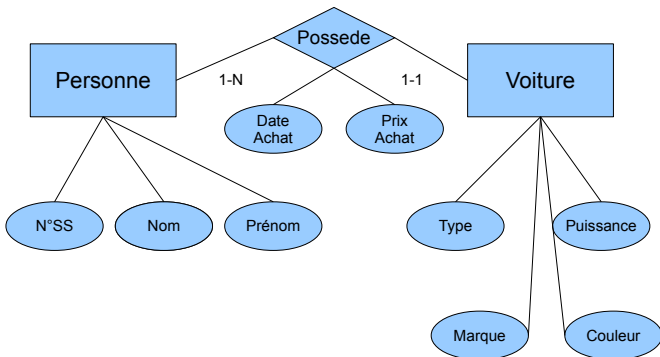 Possede
Personne
1-N
1-1
Voiture
Date
Achat
Prix
Achat
N°SS
Nom
Prénom
Type
Puissance
Marque
Couleur